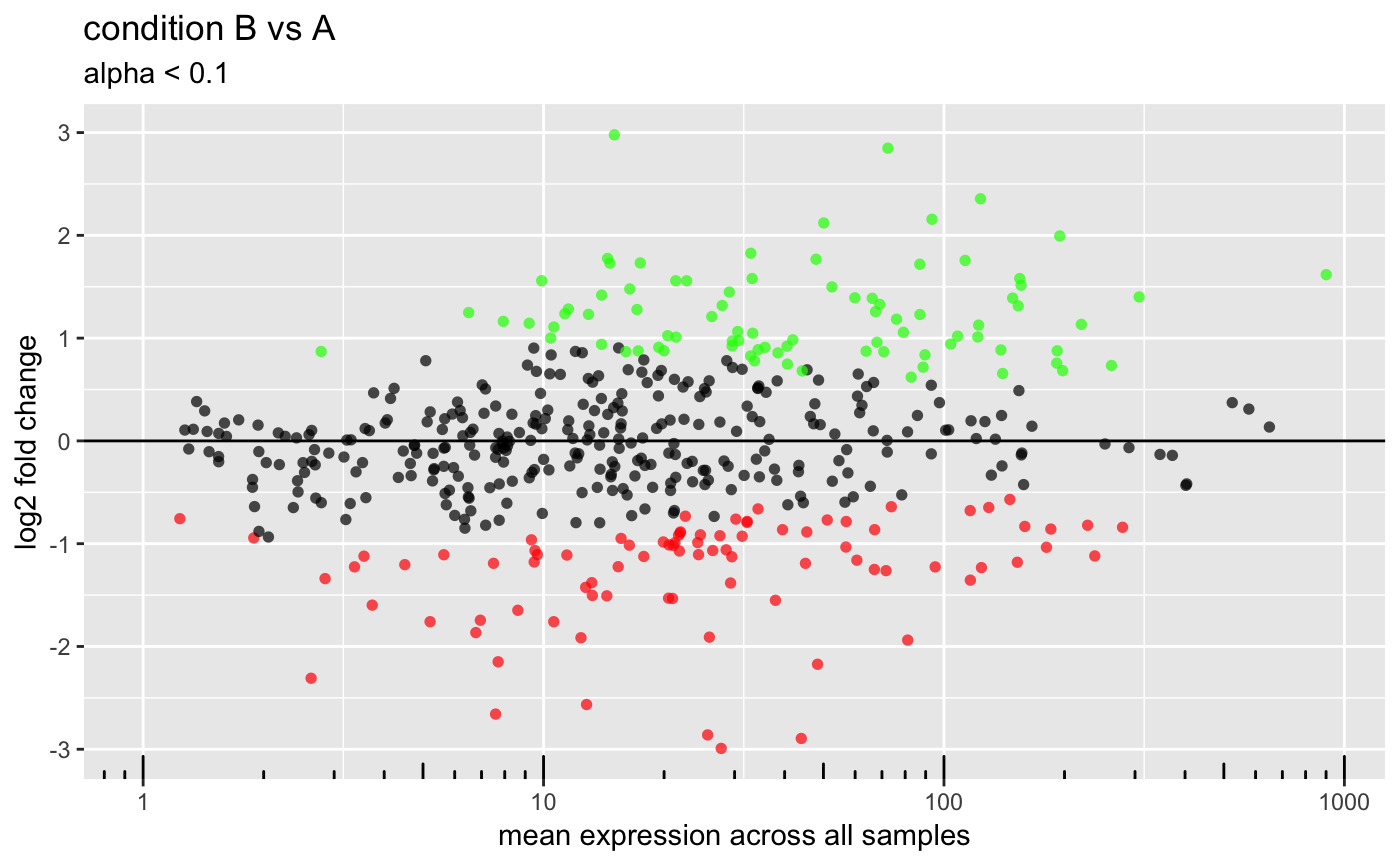 condition B vs A
alpha < 0.1
log2 fold change
3
2
1
0
-1
-2
-3
1 10 100 1000
mean expression across all samples